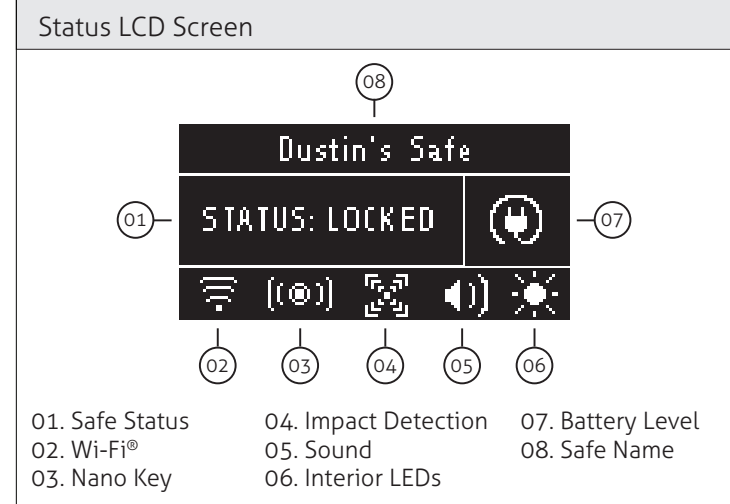 Status LCD Screen
08
Dustin's Safe
01 STATUS: LOCKED 07
02 03 04 05 06
01. Safe Status 04. Impact Detection 07. Battery Level
02. Wi-Fi® 05. Sound 08. Safe Name
03. Nano Key 06. Interior LEDs